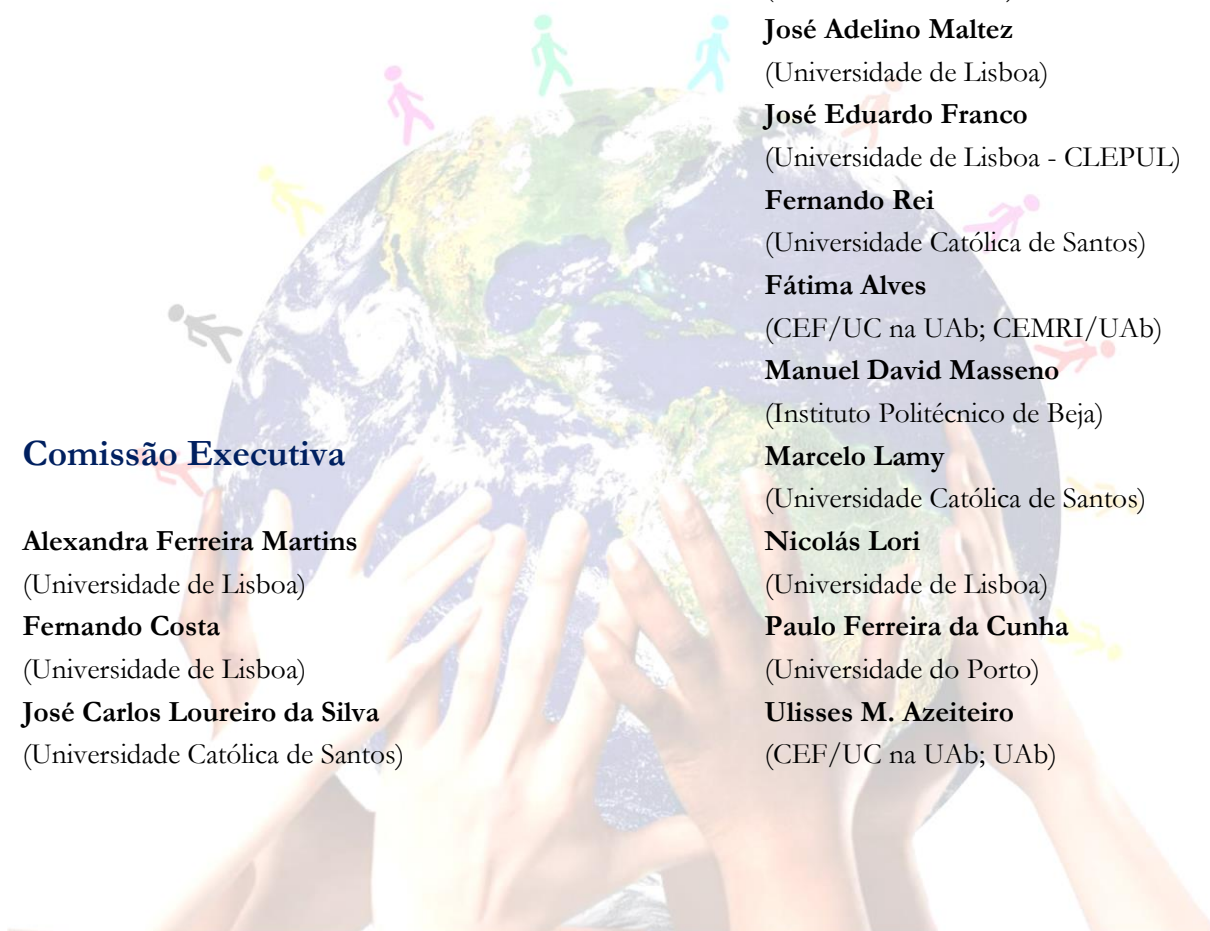 José Adelino Maltez
(Universidade de Lisboa)
José Eduardo Franco
(Universidade de Lisboa - CLEPUL)
Fernando Rei
(Universidade Católica de Santos)
Fátima Alves
(CEF/UC na UAb; CEMRI/UAb)
Manuel David Masseno
(Instituto Politécnico de Beja)
Marcelo Lamy
(Universidade Católica de Santos)
Nicolás Lori
(Universidade de Lisboa)
Paulo Ferreira da Cunha
(Universidade do Porto)
Ulisses M. Azeiteiro
(CEF/UC na UAb; UAb)
Comissão Executiva
Alexandra Ferreira Martins
(Universidade de Lisboa)
Fernando Costa
(Universidade de Lisboa)
José Carlos Loureiro da Silva
(Universidade Católica de Santos)